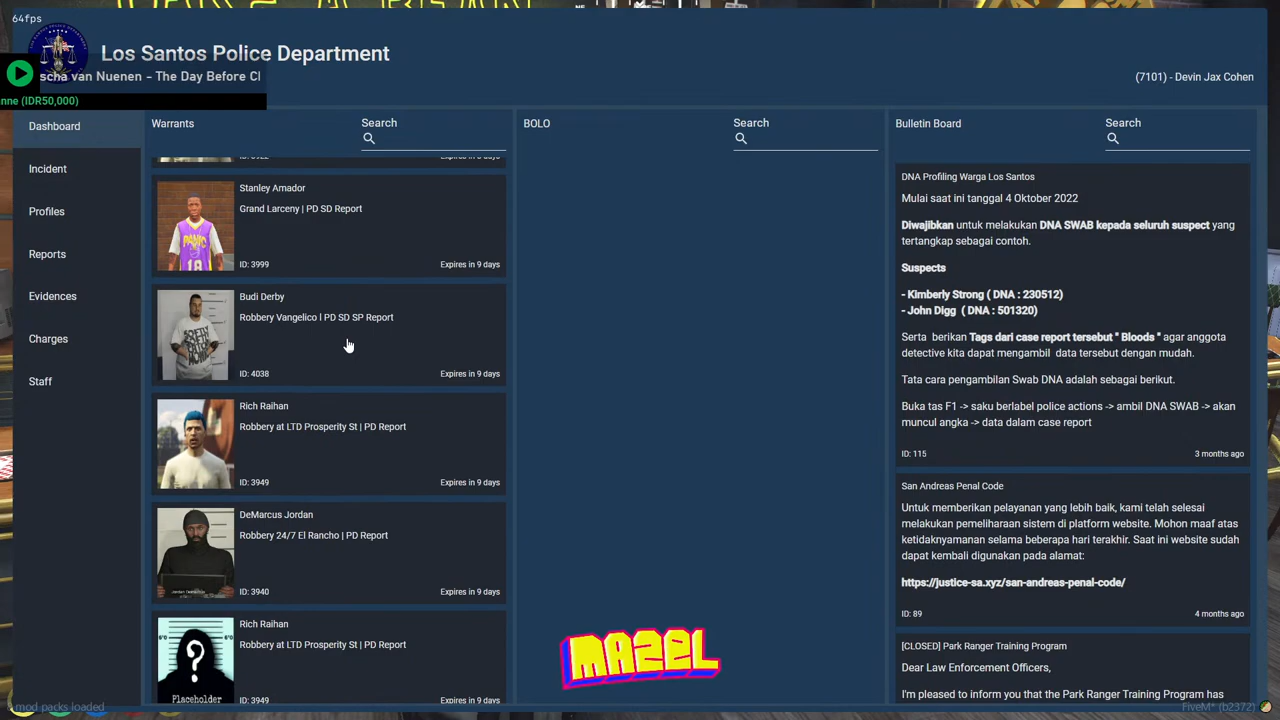 64fps
Los Santos Police Department
scha van Nuenen - The Day Before Cl
nne (IDR50,000)
(7101) - Devin Jax Cohen
Dashboard
Incident
Profiles
Reports
Evidences
Charges
Staff
Warrants
Search
Stanley Amador
Grand Larceny | PD SD Report
ID: 3999
Expires in 9 days
Budi Derby
Robbery Vangelico l PD SD SP Report
ID: 4038
Expires in 9 days
Rich Raihan
Robbery at LTD Prosperity St | PD Report
ID: 3949
Expires in 9 days
DeMarcus Jordan
Robbery 24/7 El Rancho | PD Report
ID: 3940
Expires in 9 days
Rich Raihan
Robbery at LTD Prosperity St | PD Report
Placeholder
ID: 3949
Expires in 9 days
BOLO
Search
MAZEL
Bulletin Board
Search
DNA Profiling Warga Los Santos
Mulai saat ini tanggal 4 Oktober 2022
Diwajibkan untuk melakukan DNA SWAB kepada seluruh suspect yang
tertangkap sebagai contoh.
Suspects
- Kimberly Strong ( DNA : 230512)
- John Digg ( DNA : 501320)
Serta berikan Tags dari case report tersebut " Bloods " agar anggota
detective kita dapat mengambil data tersebut dengan mudah.
Tata cara pengambilan Swab DNA adalah sebagai berikut.
Buka tas F1 -> saku berlabel police actions -> ambil DNA SWAB -> akan
muncul angka -> data dalam case report
ID: 115
3 months ago
San Andreas Penal Code
Untuk memberikan pelayanan yang lebih baik, kami telah selesai
melakukan pemeliharaan sistem di platform website. Mohon maaf atas
ketidaknyamanan selama beberapa hari terakhir. Saat ini website sudah
dapat kembali digunakan pada alamat:
https://justice-sa.xyz/san-andreas-penal-code/
ID: 89
4 months ago
[CLOSED] Park Ranger Training Program
Dear Law Enforcement Officers,
I'm pleased to inform you that the Park Ranger Training Program has
mod packs loaded
FiveM* (b2372)